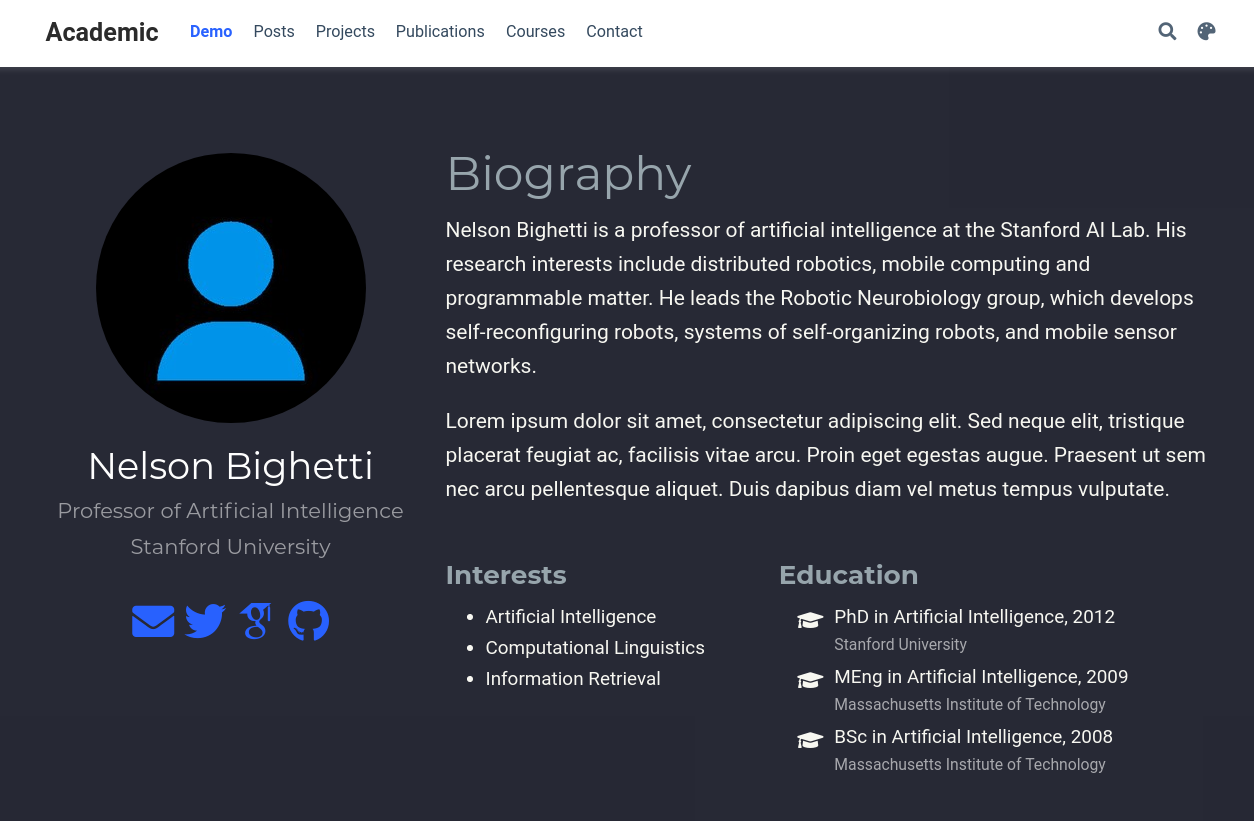 Academic Demo Posts Projects Publications Courses Contact
Biography
Nelson Bighetti is a professor of artificial intelligence at the Stanford AI Lab. His
research interests include distributed robotics, mobile computing and
programmable matter. He leads the Robotic Neurobiology group, which develops
self-reconfiguring robots, systems of self-organizing robots, and mobile sensor
networks.
Lorem ipsum dolor sit amet, consectetur adipiscing elit. Sed neque elit, tristique
placerat feugiat ac, facilisis vitae arcu. Proin eget egestas augue. Praesent ut sem
nec arcu pellentesque aliquet. Duis dapibus diam vel metus tempus vulputate.
Nelson Bighetti
Professor of Artificial Intelligence
Stanford University
Interests
Artificial Intelligence
Computational Linguistics
Information Retrieval
Education
PhD in Artificial Intelligence, 2012
Stanford University
MEng in Artificial Intelligence, 2009
Massachusetts Institute of Technology
BSc in Artificial Intelligence, 2008
Massachusetts Institute of Technology